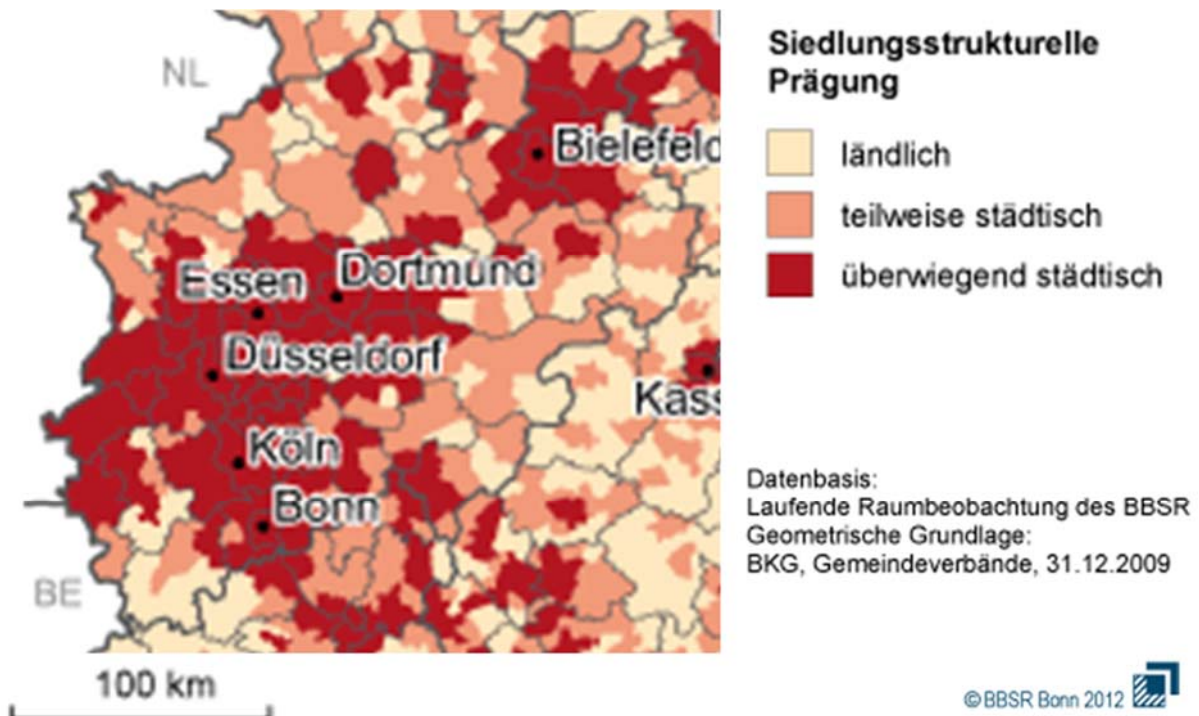 NL
Bielefeld
Essen
Dortmund
Düsseldorf
Kass
Köln
Bonn
BE
100 km
Siedlungsstrukturelle
Prägung
ländlich
teilweise städtisch
überwiegend städtisch
Datenbasis:
Laufende Raumbeobachtung des BBSR
Geometrische Grundlage:
BKG, Gemeindeverbände, 31.12.2009
©BBSR Bonn 2012